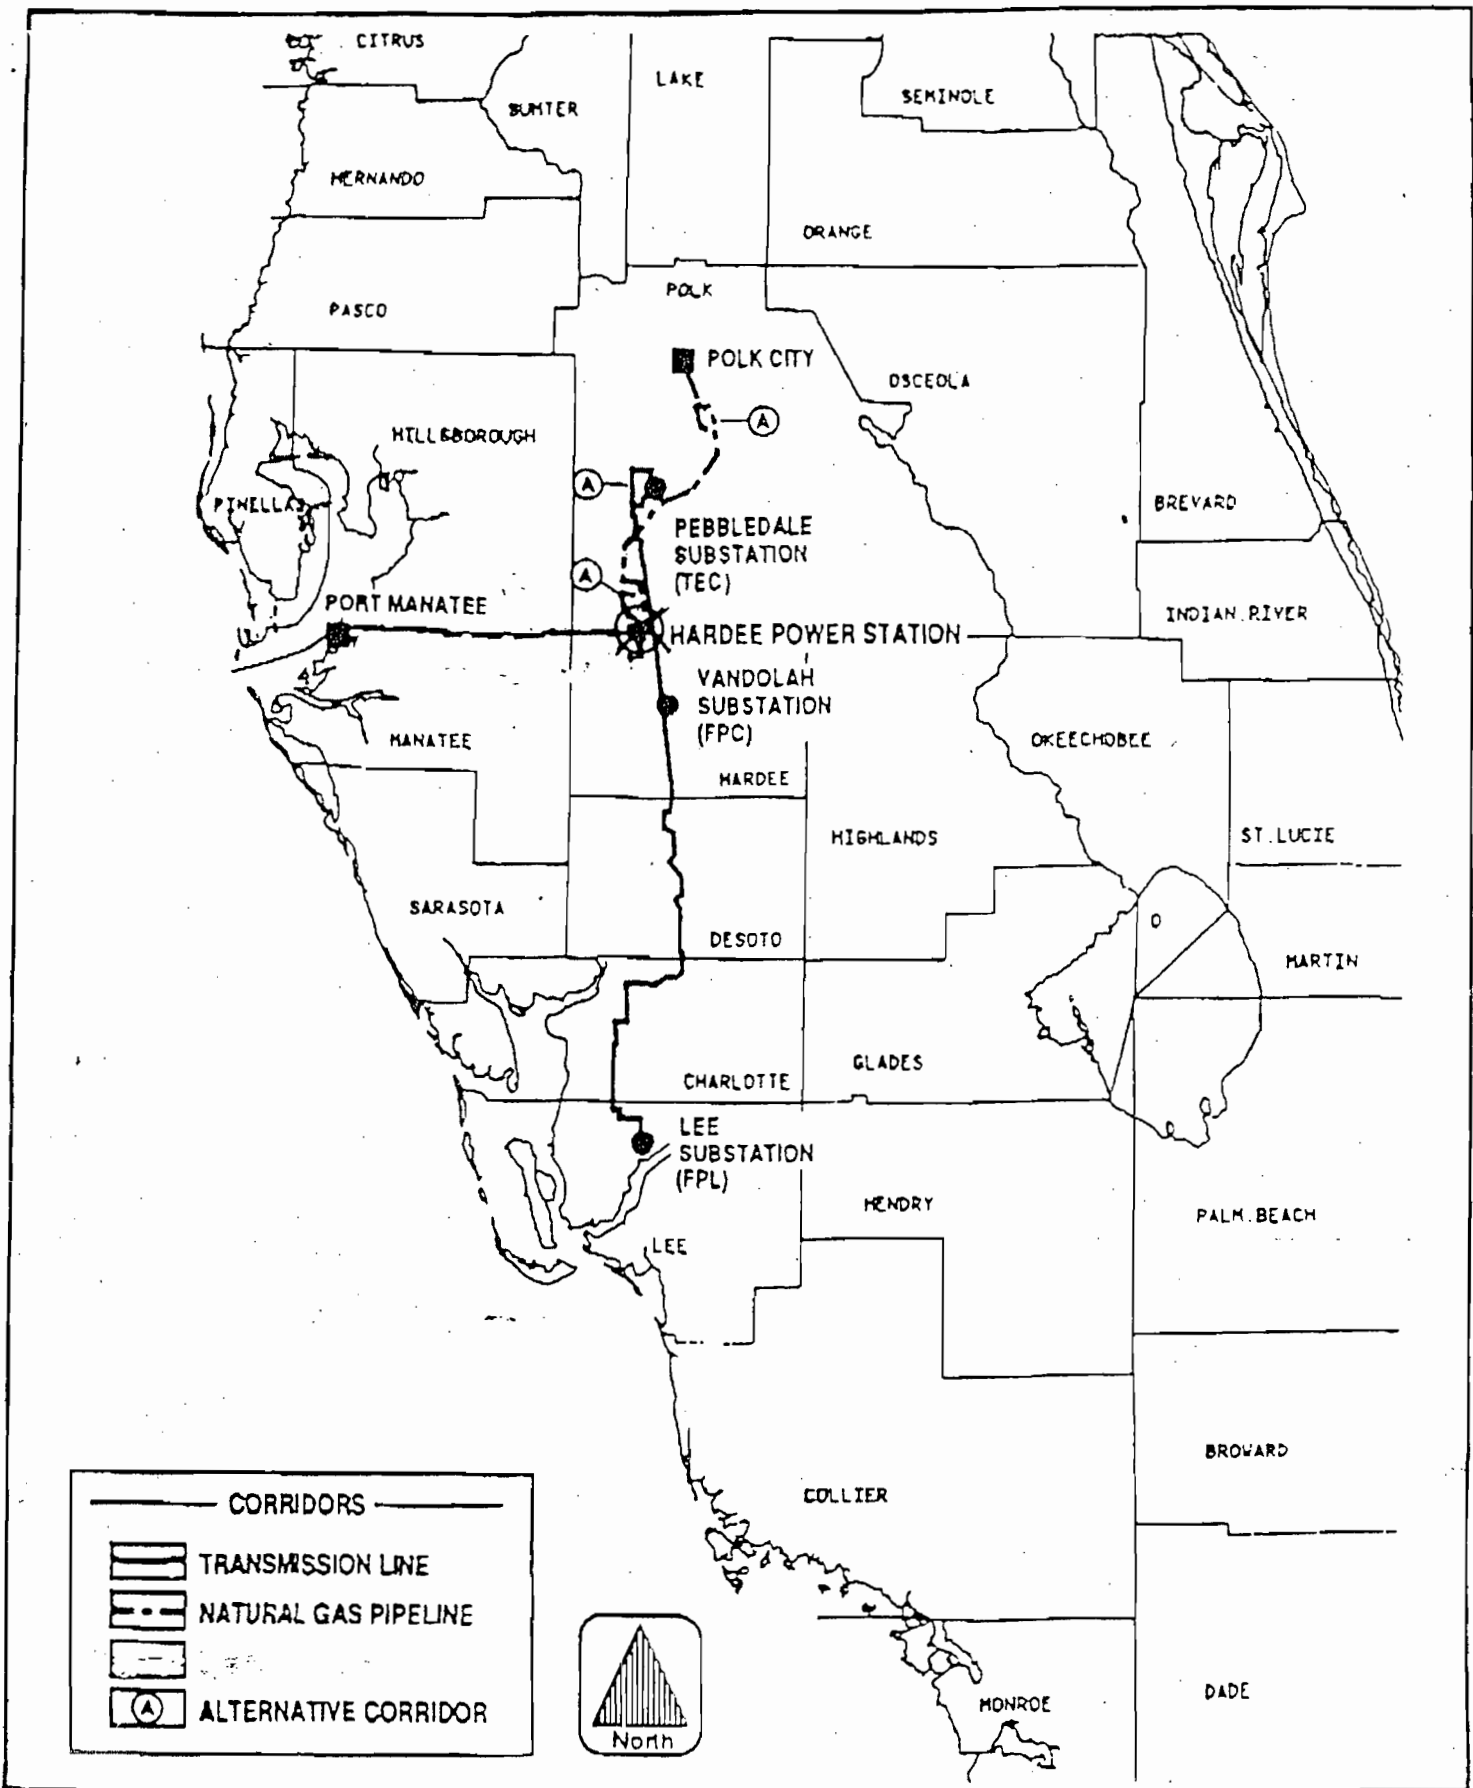 CITRUS
LAKE
SEMINOLE
SUMTER
HERNANDO
ORANGE
POLK
PASCO
POLK CITY
OSCEOLA
A
HILLSBOROUGH
A
PINELLAS
BREVARD
PEBBLEDALE
SUBSTATION
(TEC)
A
PORT MANATEE
INDIAN.RIVER
HARDEE POWER STATION
VANDOLAH
SUBSTATION
(FPC)
MANATEE
OKEECHOBEE
HARDEE
HIGHLANDS
ST.LUCIE
SARASOTA
DESOTO
MARTIN
GLADES
CHARLOTTE
LEE
SUBSTATION
(FPL)
HENDRY
PALM.BEACH
LEE
BROWARD
COLLIER
CORRIDORS
TRANSMISSION LINE
NATURAL GAS PIPELINE
A ALTERNATIVE CORRIDOR
North
MONROE
DADE